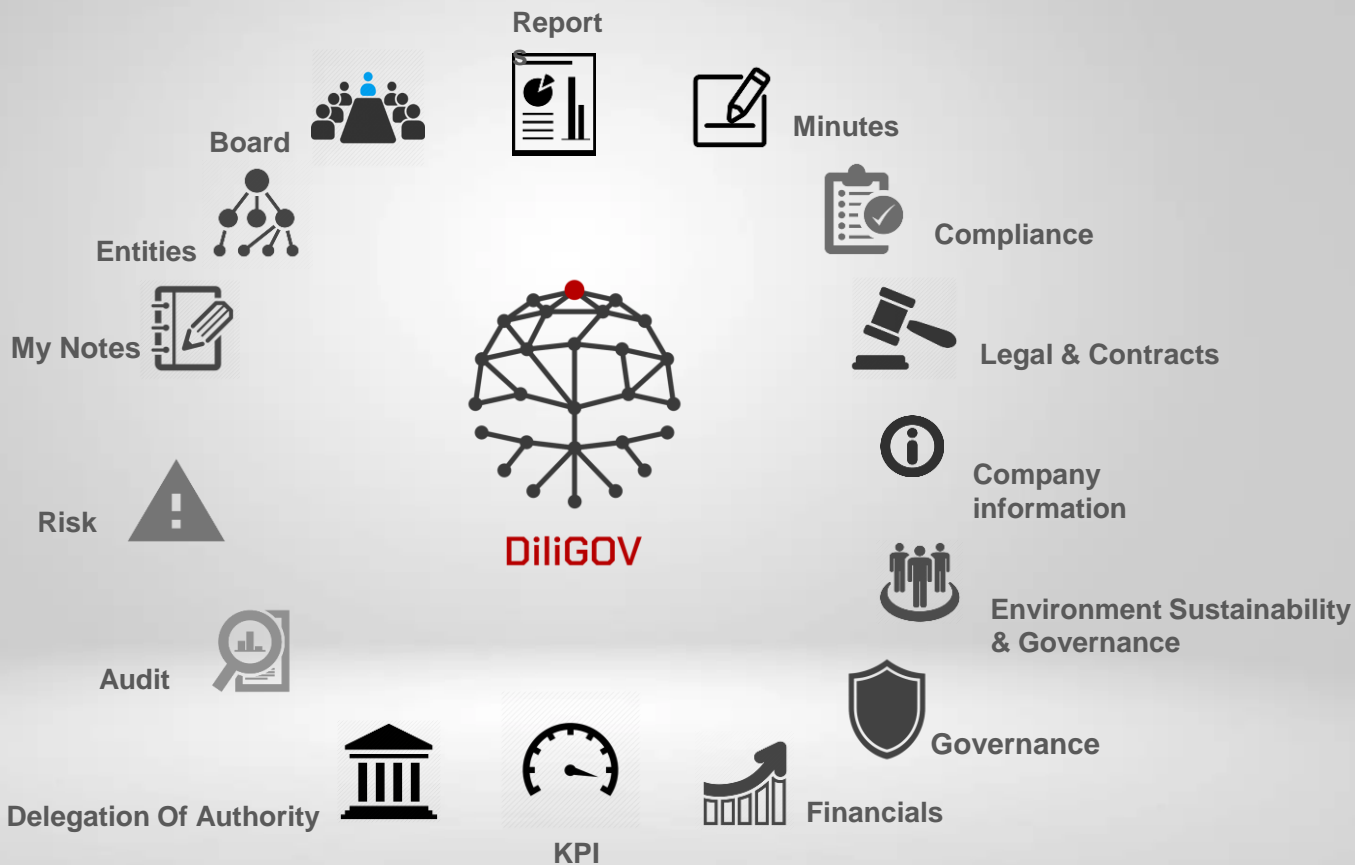 Report
s
Board
Minutes
Entities
Compliance
My Notes
Legal & Contracts
Company
information
Risk
DiliGOV
Environment Sustainability
& Governance
Audit
Governance
Delegation Of Authority
Financials
KPI